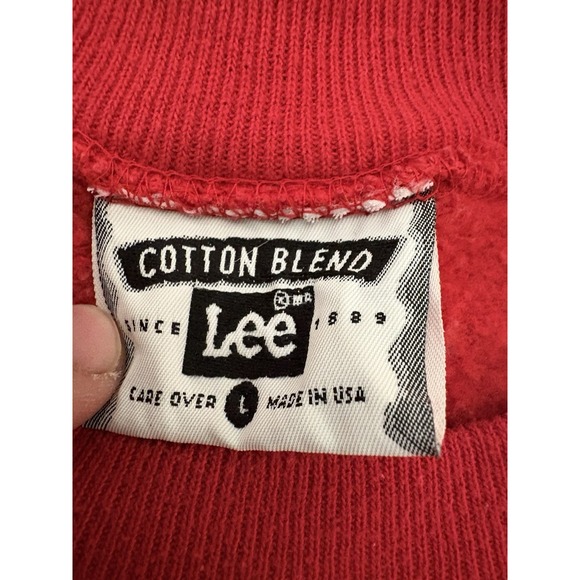 COTTON BLEND
® MR
Lee
SINCE 1889
CARE OVER L MADE IN USA